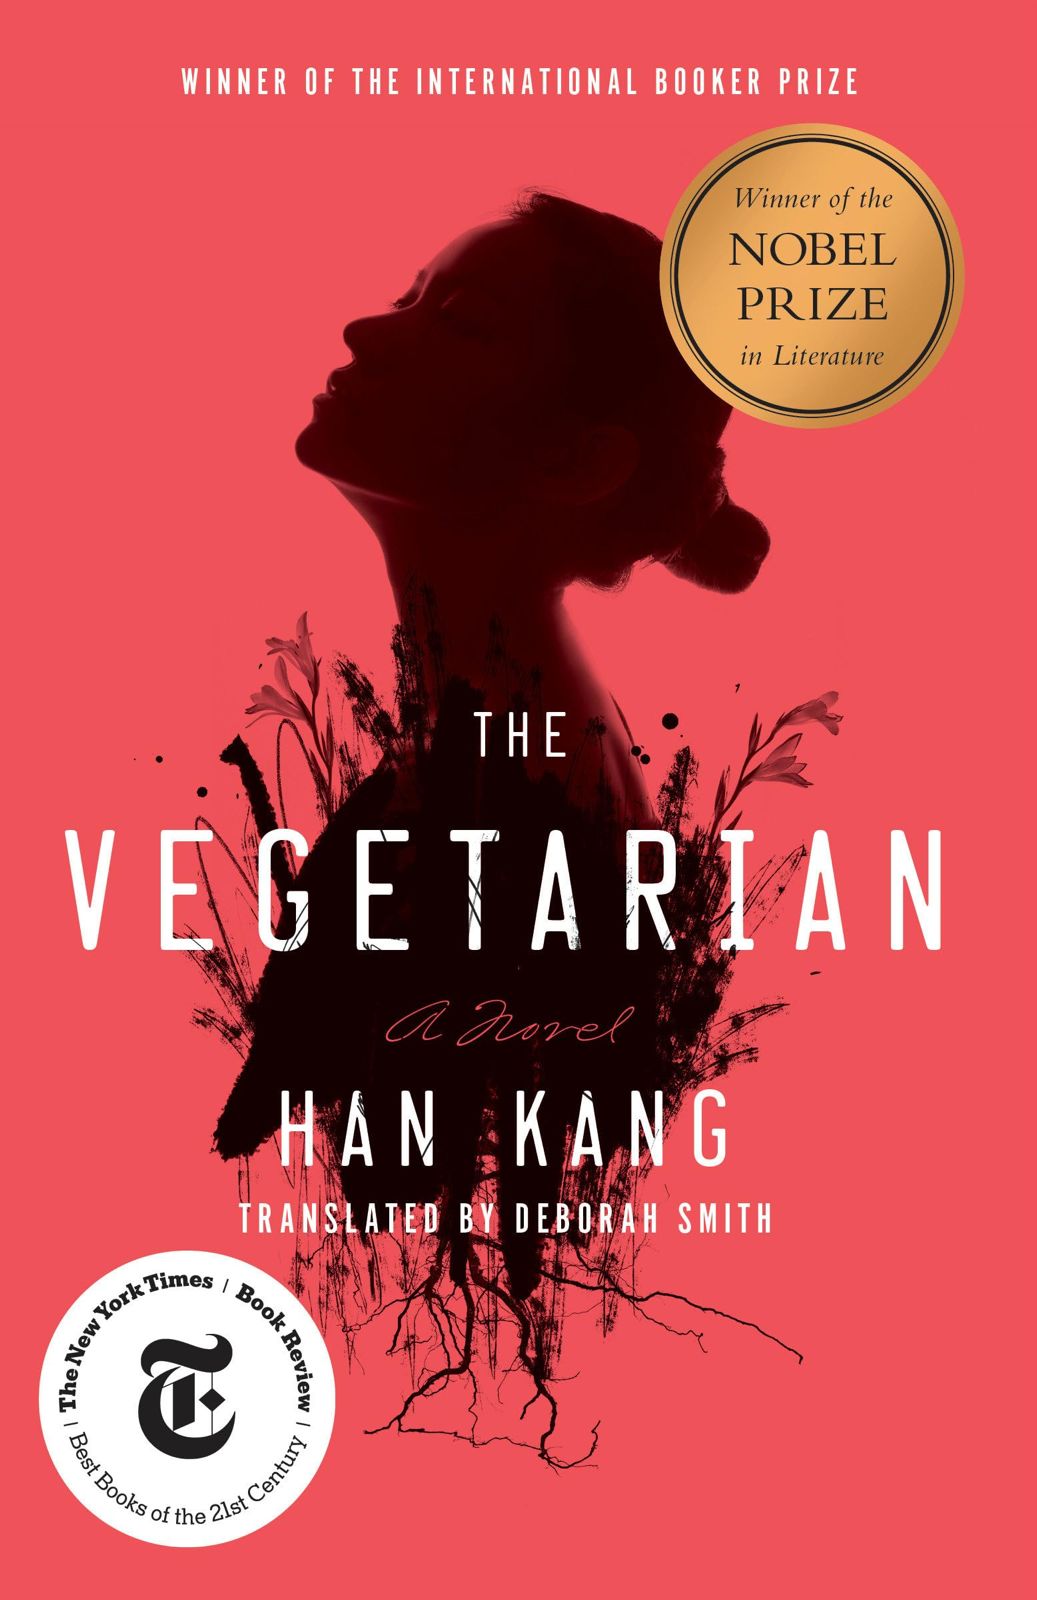 WINNER OF THE INTERNATIONAL BOOKER PRIZE
Winner of the
NOBEL
PRIZE
in Literature
THE
VEGETARIAN
A Novel
HAN KANG
TRANSLATED BY DEBORAH SMITH
The New York Times | Book Review |
T
Best Books of the 21st Century |